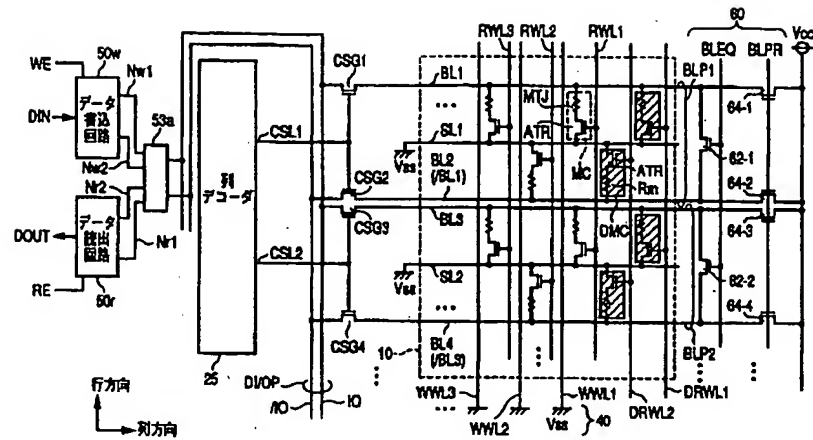 60
RWL3
RWL2
RWL1
BLEQ
BLPR
Vcc
50w
WE
Nw1
CSG1
BL1
BLP1
データ
書込
回路
DIN
53a
MTJ
64-1
CSL1
ATR
SL1
Vss
MC
62-1
Nw2
Nr2
列
デコーダ
CSG2
BL2
(/BL1)
ATR
Rm
64-2
データ
読出
回路
DOUT
CSG3
BL3
DMC
64-3
Nr1
RE
50r
CSL2
SL2
Vss
62-2
CSG4
BL4
(/BL3)
64-4
10
BLP2
25
DI/OP
行方向
列方向
/IO
IO
WWL3
WWL2
WWL1
Vss
40
DRWL2
DRWL1